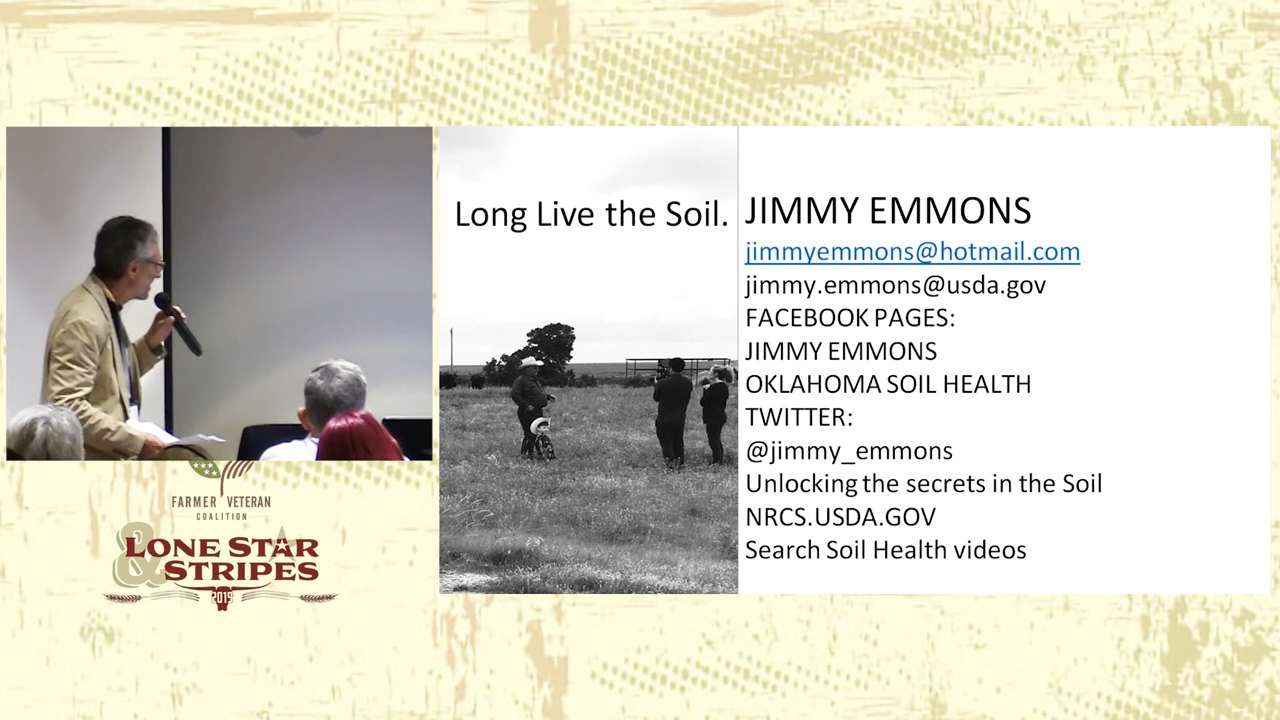 Long Live the Soil.
JIMMY EMMONS
jimmyemmons@hotmail.com
jimmy.emmons@usda.gov
FACEBOOK PAGES:
JIMMY EMMONS
OKLAHOMA SOIL HEALTH
TWITTER:
@jimmy_emmons
Unlocking the secrets in the Soil
NRCS.USDA.GOV
Search Soil Health videos
FARMER VETERAN
COALITION
LONE STAR
& STRIPES
2019